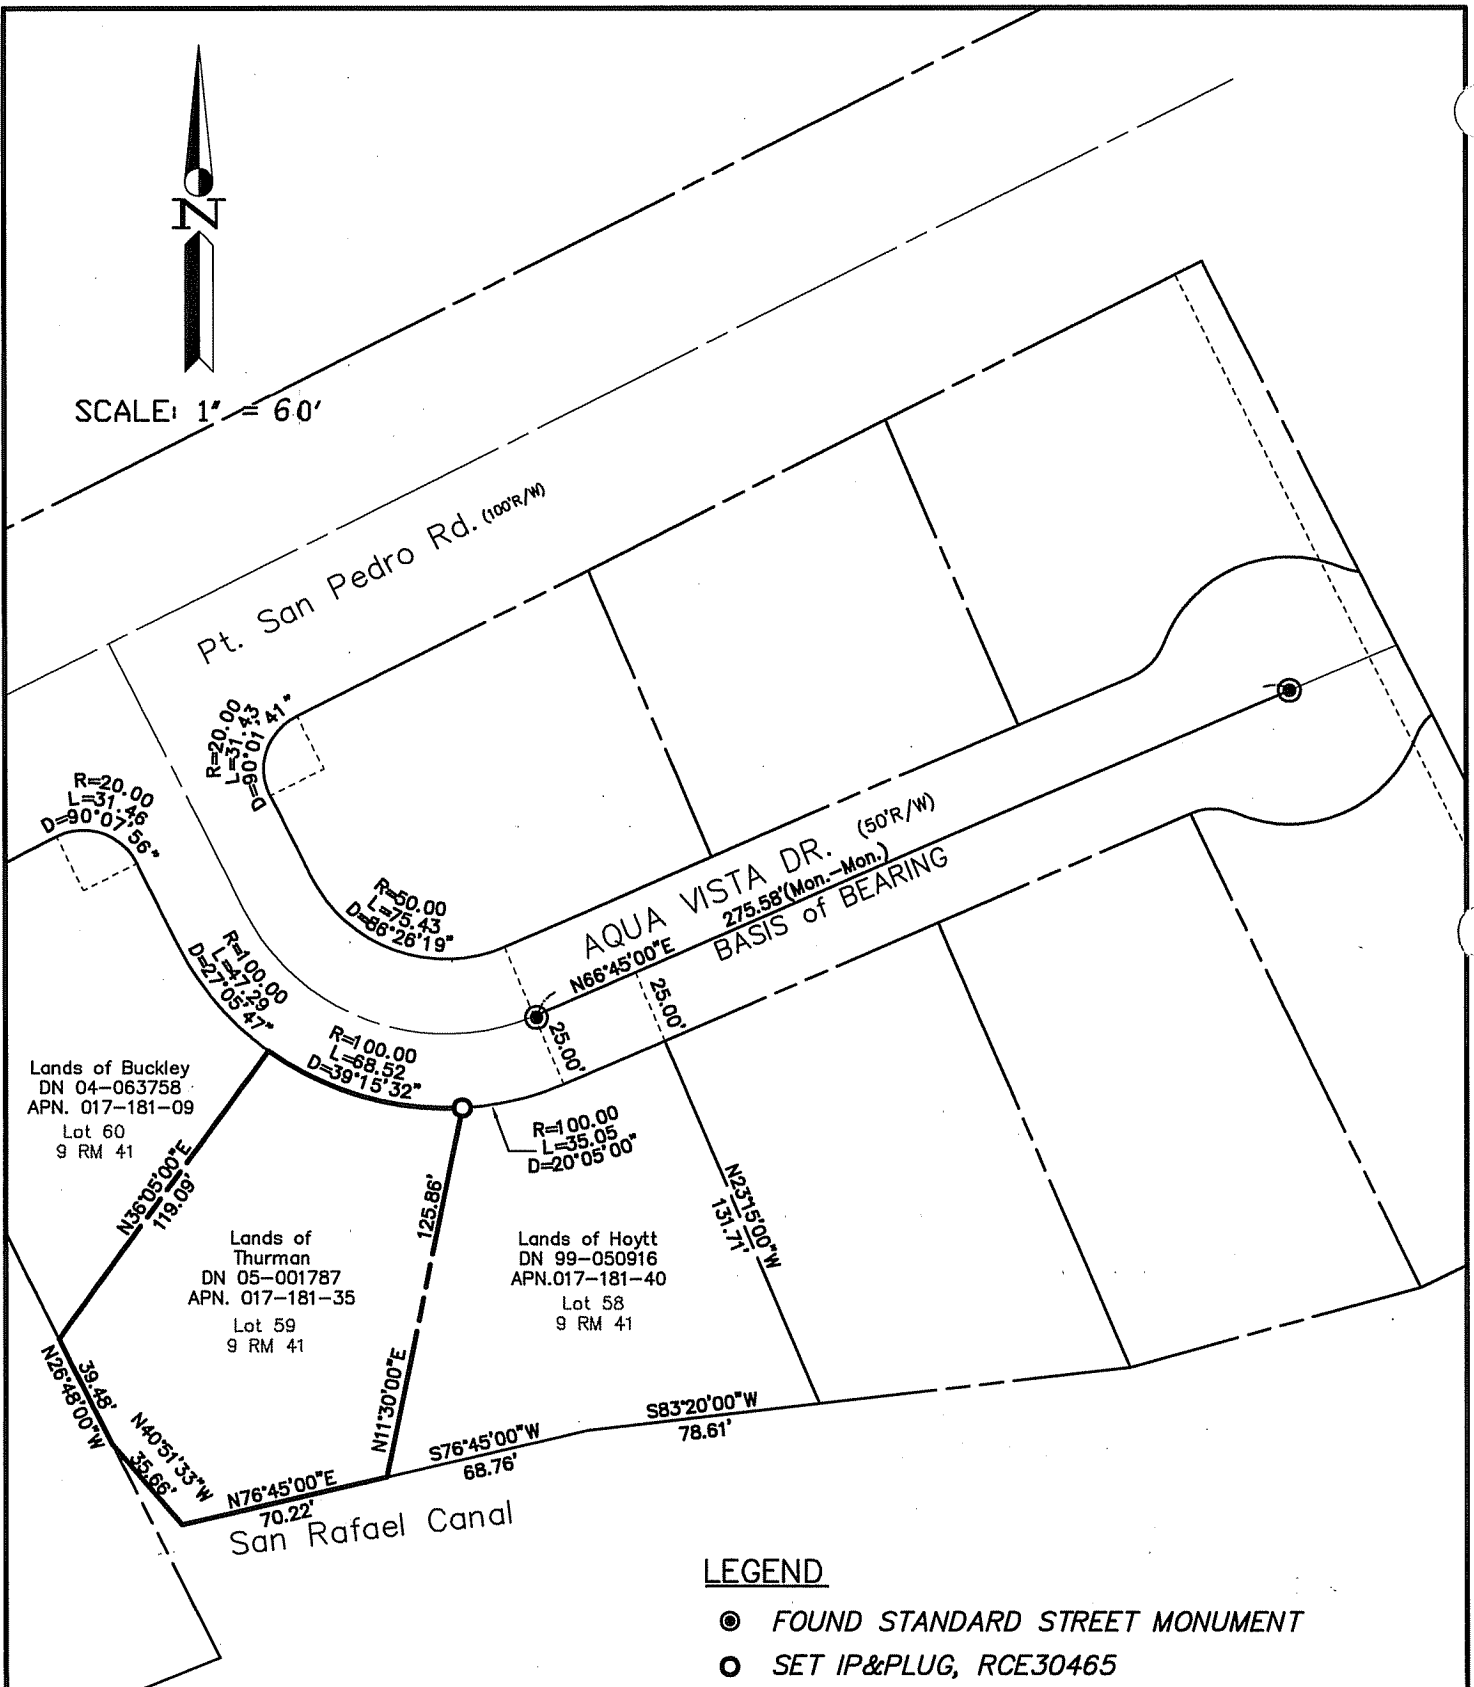 N
SCALE: 1" = 60'
Pt. San Pedro Rd. (100'R/W)
R=20.00
L=31.43
D=90°01'41"
R=20.00
L=31.46
D=90°07'56"
R=50.00
L=75.43
D=86°26'19"
AQUA VISTA DR. (50'R/W)
275.58'(Mon.-Mon.)
N66°45'00"E
BASIS of BEARING
25.00'
25.00'
R=100.00
L=47.29
D=27°05'47"
R=100.00
L=68.52
D=39°15'32"
R=100.00
L=35.05
D=20°05'00"
Lands of Buckley
DN 04-063758
APN. 017-181-09
Lot 60
9 RM 41
N36°05'00"E
119.09'
125.86'
N11°30'00"E
N23°15'00"W
131.71'
Lands of
Thurman
DN 05-001787
APN. 017-181-35
Lot 59
9 RM 41
Lands of Hoytt
DN 99-050916
APN.017-181-40
Lot 58
9 RM 41
39.48'
N26°48'00"W
N40°51'33"W
35.66'
N76°45'00"E
70.22'
S76°45'00"W
68.76'
S83°20'00"W
78.61'
San Rafael Canal
LEGEND
FOUND STANDARD STREET MONUMENT
SET IP&PLUG, RCE30465